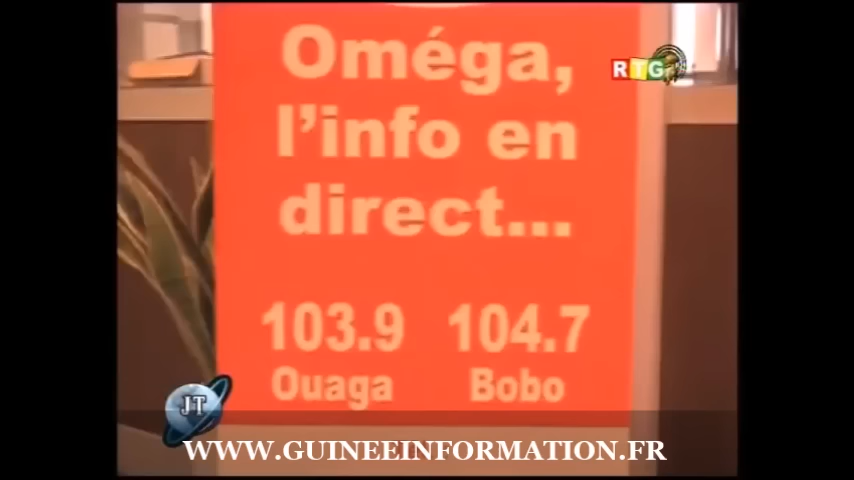 Oméga,
RTG
l'info en
direct...
103.9 104.7
Ouaga Bobo
JT
WWW.GUINEEINFORMATION.FR